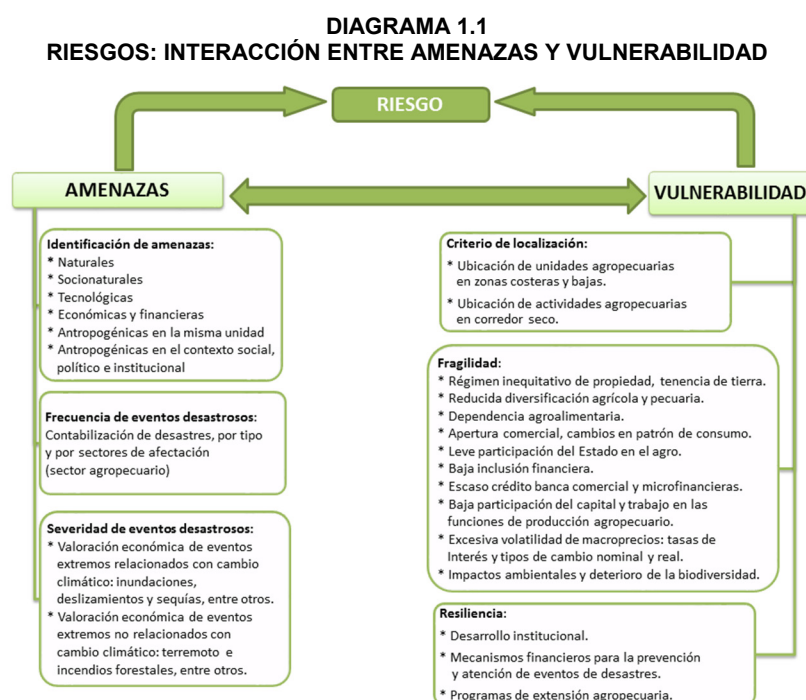 DIAGRAMA 1.1
RIESGOS: INTERACCIÓN ENTRE AMENAZAS Y VULNERABILIDAD
RIESGO
AMENAZAS
VULNERABILIDAD
Identificación de amenazas:
* Naturales
* Socionaturales
* Tecnológicas
* Económicas y financieras
* Antropogénicas en la misma unidad
* Antropogénicas en el contexto social,
político e institucional
Frecuencia de eventos desastrosos:
Contabilización de desastres, por tipo
y por sectores de afectación
(sector agropecuario)
Severidad de eventos desastrosos:
* Valoración económica de eventos
extremos relacionados con cambio
climático: inundaciones,
deslizamientos y sequías, entre otros.
* Valoración económica de eventos
extremos no relacionados con
cambio climático: terremoto e
incendios forestales, entre otros.
Criterio de localización:
* Ubicación de unidades agropecuarias
en zonas costeras y bajas.
* Ubicación de actividades agropecuarias
en corredor seco.
Fragilidad:
* Régimen inequitativo de propiedad, tenencia de tierra.
* Reducida diversificación agrícola y pecuaria.
* Dependencia agroalimentaria.
* Apertura comercial, cambios en patrón de consumo.
* Leve participación del Estado en el agro.
* Baja inclusión financiera.
* Escaso crédito banca comercial y microfinancieras.
* Baja participación del capital y trabajo en las
funciones de producción agropecuario.
* Excesiva volatilidad de macroprecios: tasas de
Interés y tipos de cambio nominal y real.
* Impactos ambientales y deterioro de la biodiversidad.
Resiliencia:
* Desarrollo institucional.
* Mecanismos financieros para la prevención
y atención de eventos de desastres.
* Programas de extensión agropecuaria.